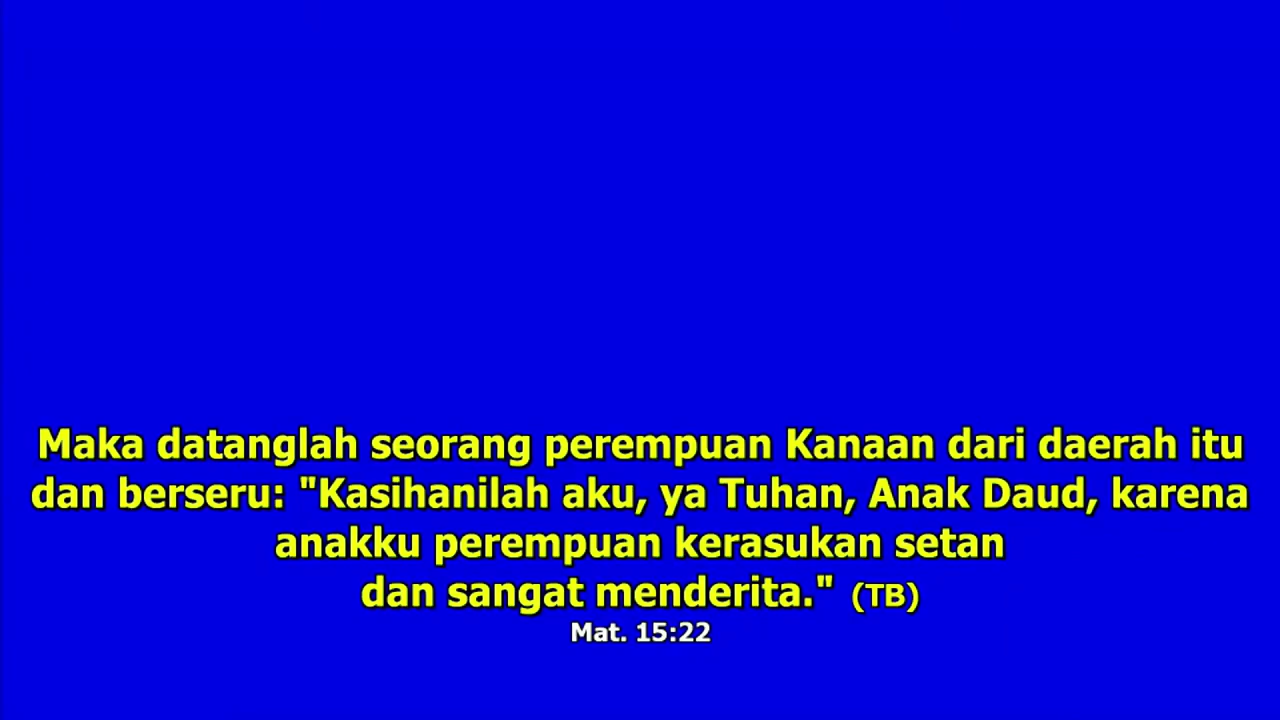 Maka datanglah seorang perempuan Kanaan dari daerah itu
dan berseru: "Kasihanilah aku, ya Tuhan, Anak Daud, karena
anakku perempuan kerasukan setan
dan sangat menderita." (TB)
Mat. 15:22